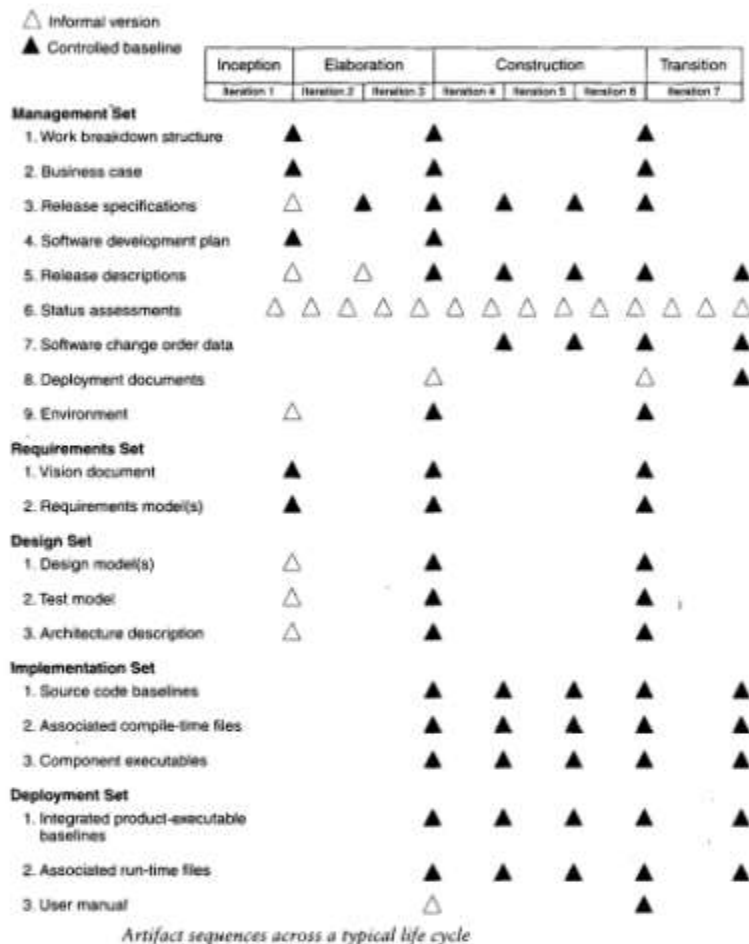 △ Informal version
▲ Controlled baseline
Inception Elaboration Construction Transition
Iteration 1 Iteration 2 Iteration 3 Iteration 4 Iteration 5 Iteration 6 Iteration 7
Management Set
1. Work breakdown structure
2. Business case
3. Release specifications
4. Software development plan
5. Release descriptions
6. Status assessments
7. Software change order data
8. Deployment documents
9. Environment
Requirements Set
1. Vision document
2. Requirements model(s)
Design Set
1. Design model(s)
2. Test model
3. Architecture description
Implementation Set
1. Source code baselines
2. Associated compile-time files
3. Component executables
Deployment Set
1. Integrated product-executable
baselines
2. Associated run-time files
3. User manual
Artifact sequences across a typical life cycle